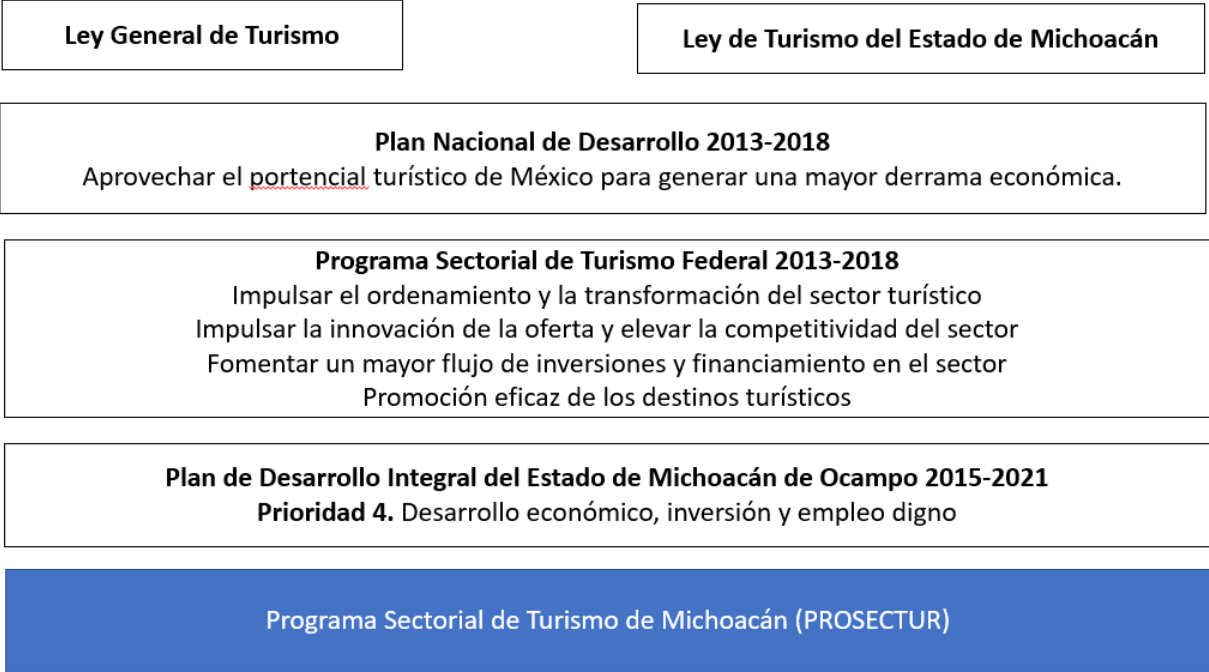 Ley General de Turismo
Ley de Turismo del Estado de Michoacán
Plan Nacional de Desarrollo 2013-2018
Aprovechar el portencial turístico de México para generar una mayor derrama económica.
Programa Sectorial de Turismo Federal 2013-2018
Impulsar el ordenamiento y la transformación del sector turístico
Impulsar la innovación de la oferta y elevar la competitividad del sector
Fomentar un mayor flujo de inversiones y financiamiento en el sector
Promoción eficaz de los destinos turísticos
Plan de Desarrollo Integral del Estado de Michoacán de Ocampo 2015-2021
Prioridad 4. Desarrollo económico, inversión y empleo digno
Programa Sectorial de Turismo de Michoacán (PROSECTUR)